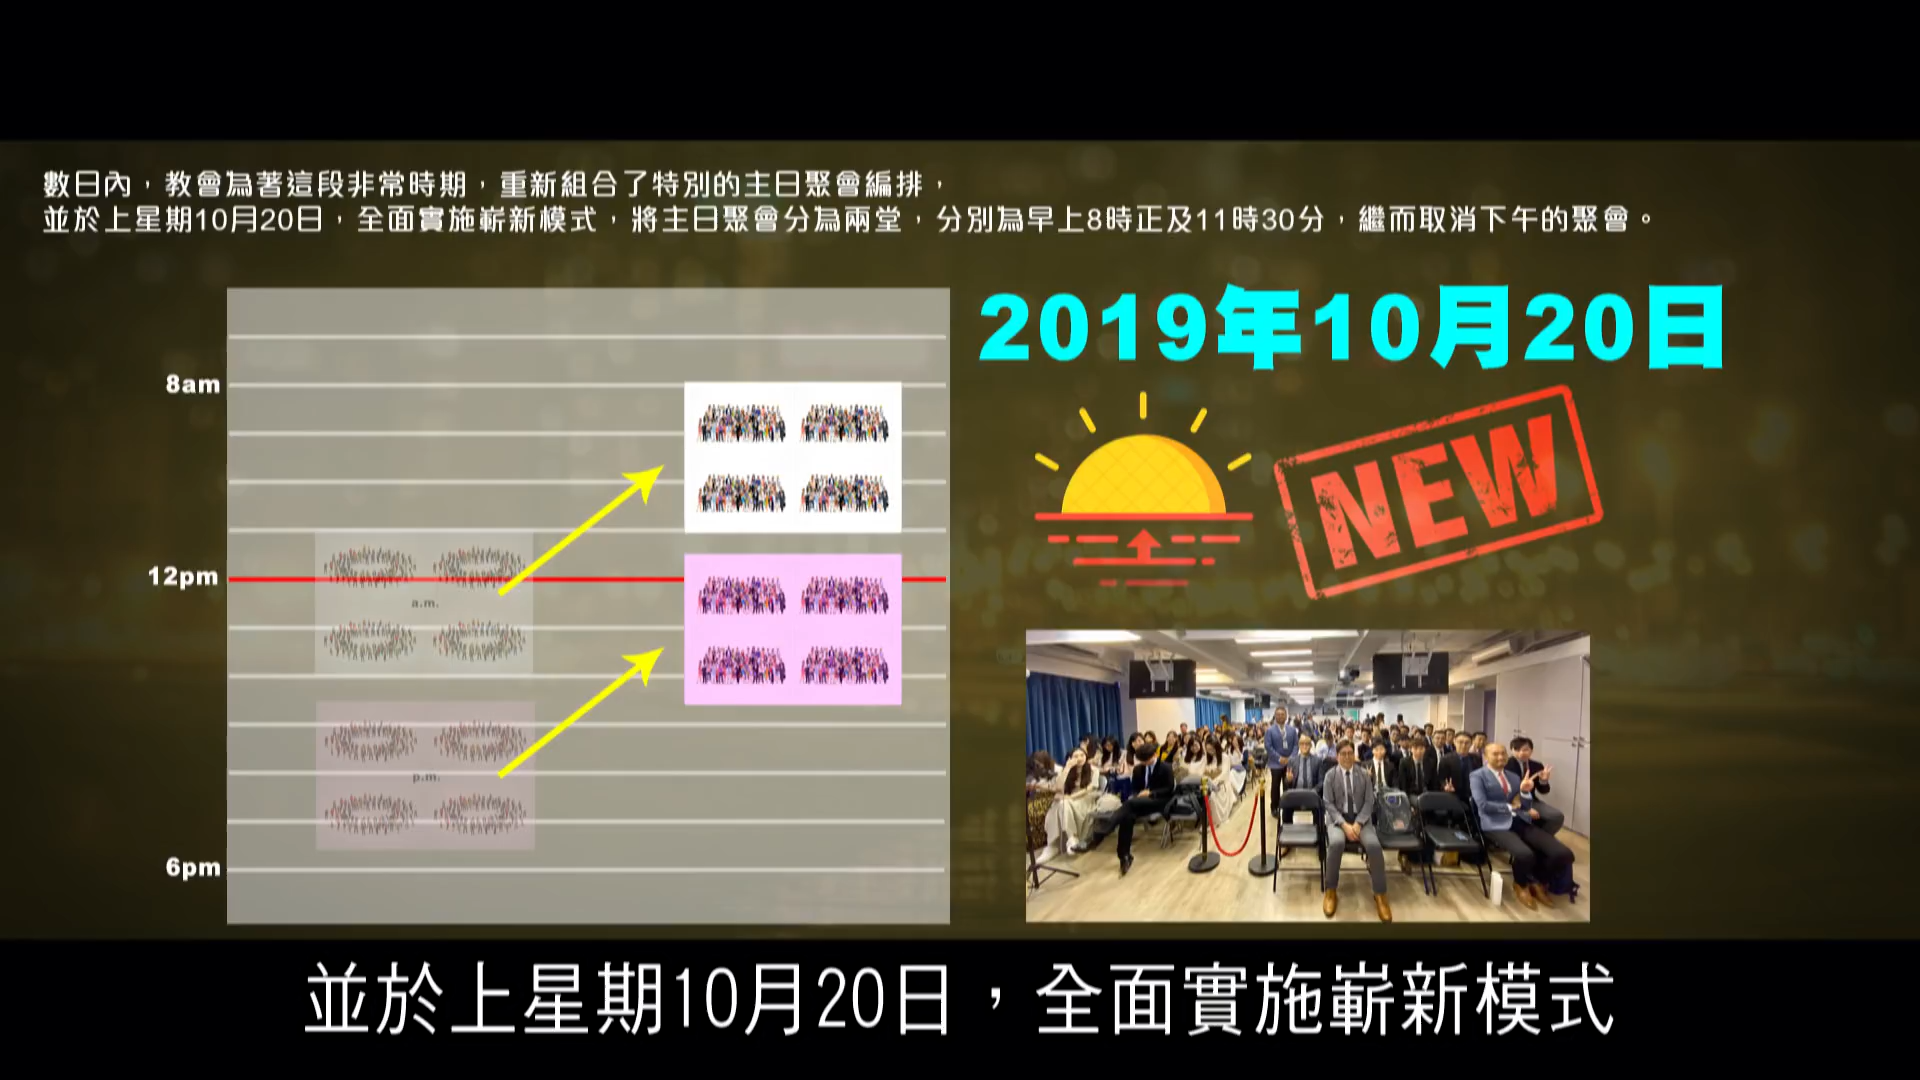 數日內，教會為著這段非常時期，重新組合了特別的主日聚會編排，
並於上星期10月20日，全面實施嶄新模式，將主日聚會分為兩堂，分別為早上8時正及11時30分，繼而取消下午的聚會。
2019年10月20日
8am
NEW
12pm
a.m.
p.m.
6pm
並於上星期10月20日，全面實施嶄新模式